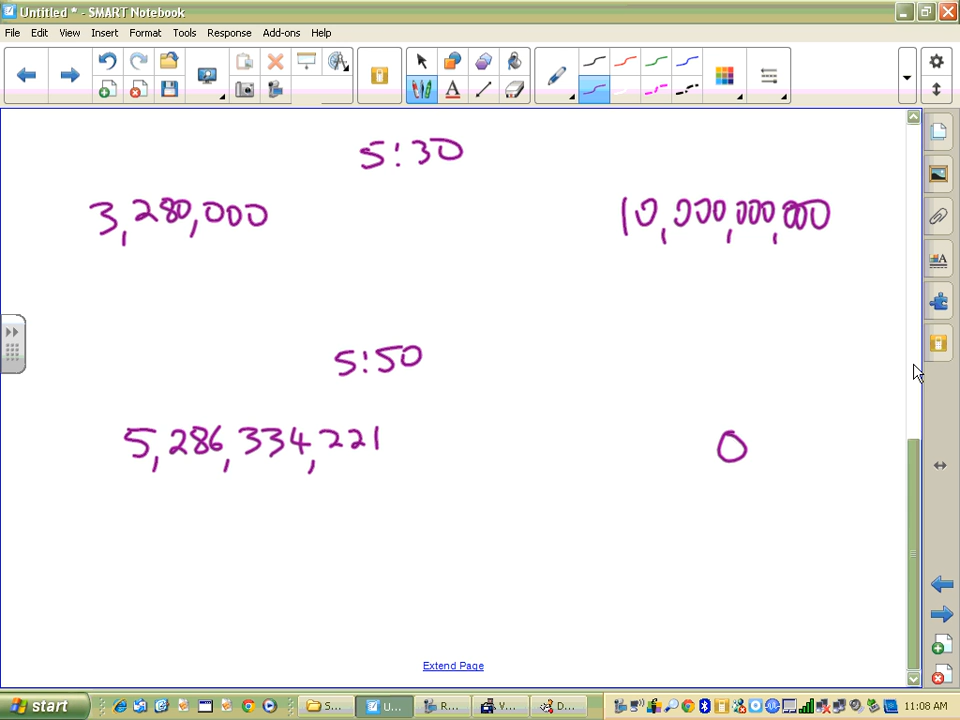 Untitled * - SMART Notebook
File Edit View Insert Format Tools Response Add-ons Help
5:30
3,280,000 10,000,000,000
5:50
5,286,334,221 0
Extend Page
start S... U... R... Y... D... 11:08 AM